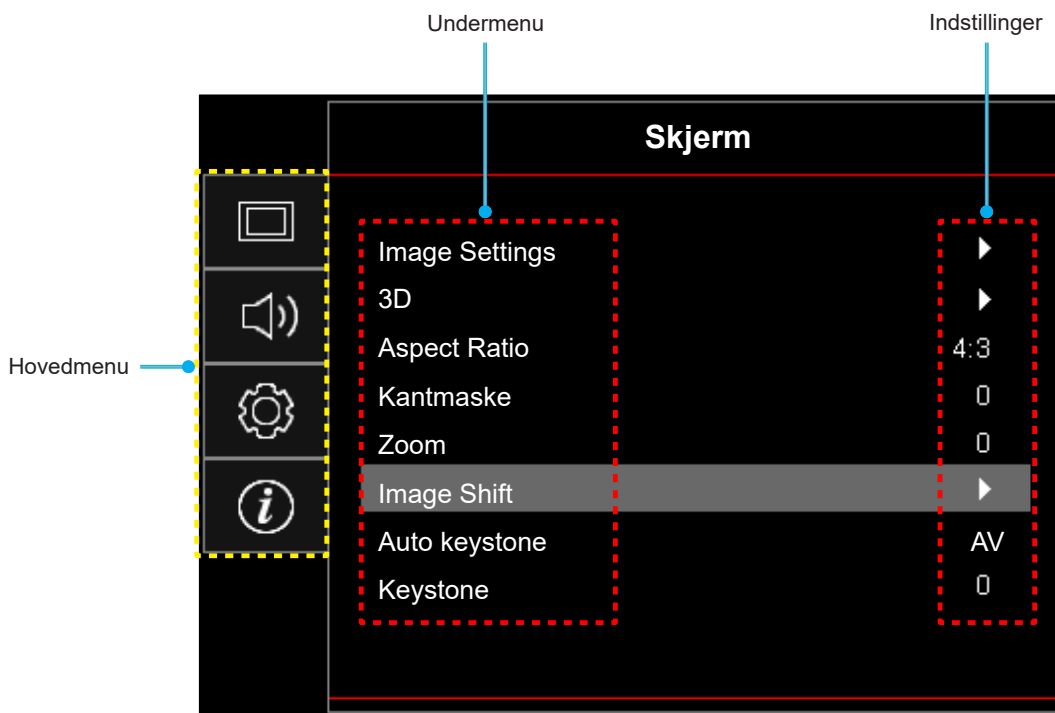 Undermenu
Indstillinger
Hovedmenu
Skjerm
Image Settings
3D
Aspect Ratio 4:3
Kantmaske 0
Zoom 0
Image Shift
Auto keystone AV
Keystone 0